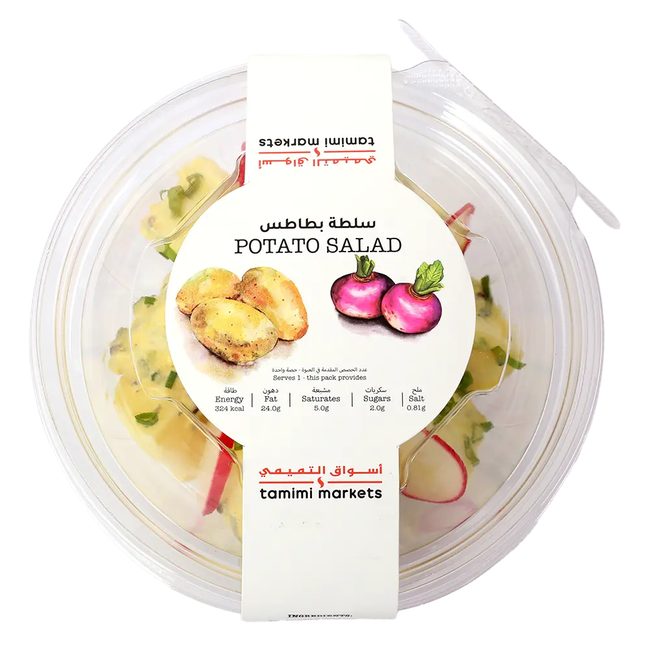 tamimi markets
أسواق التميمي
سلطة بطاطس
POTATO SALAD
عدد الحصص المقدمة في العبوة - حصة واحدة
Serves 1 - this pack provides
طاقة دهون مشبعة سكريات ملح
Energy Fat Saturates Sugars Salt
324 kcal 24.0g 5.0g 2.0g 0.81g
أسواق التميمي
tamimi markets
INGREDIENTS: